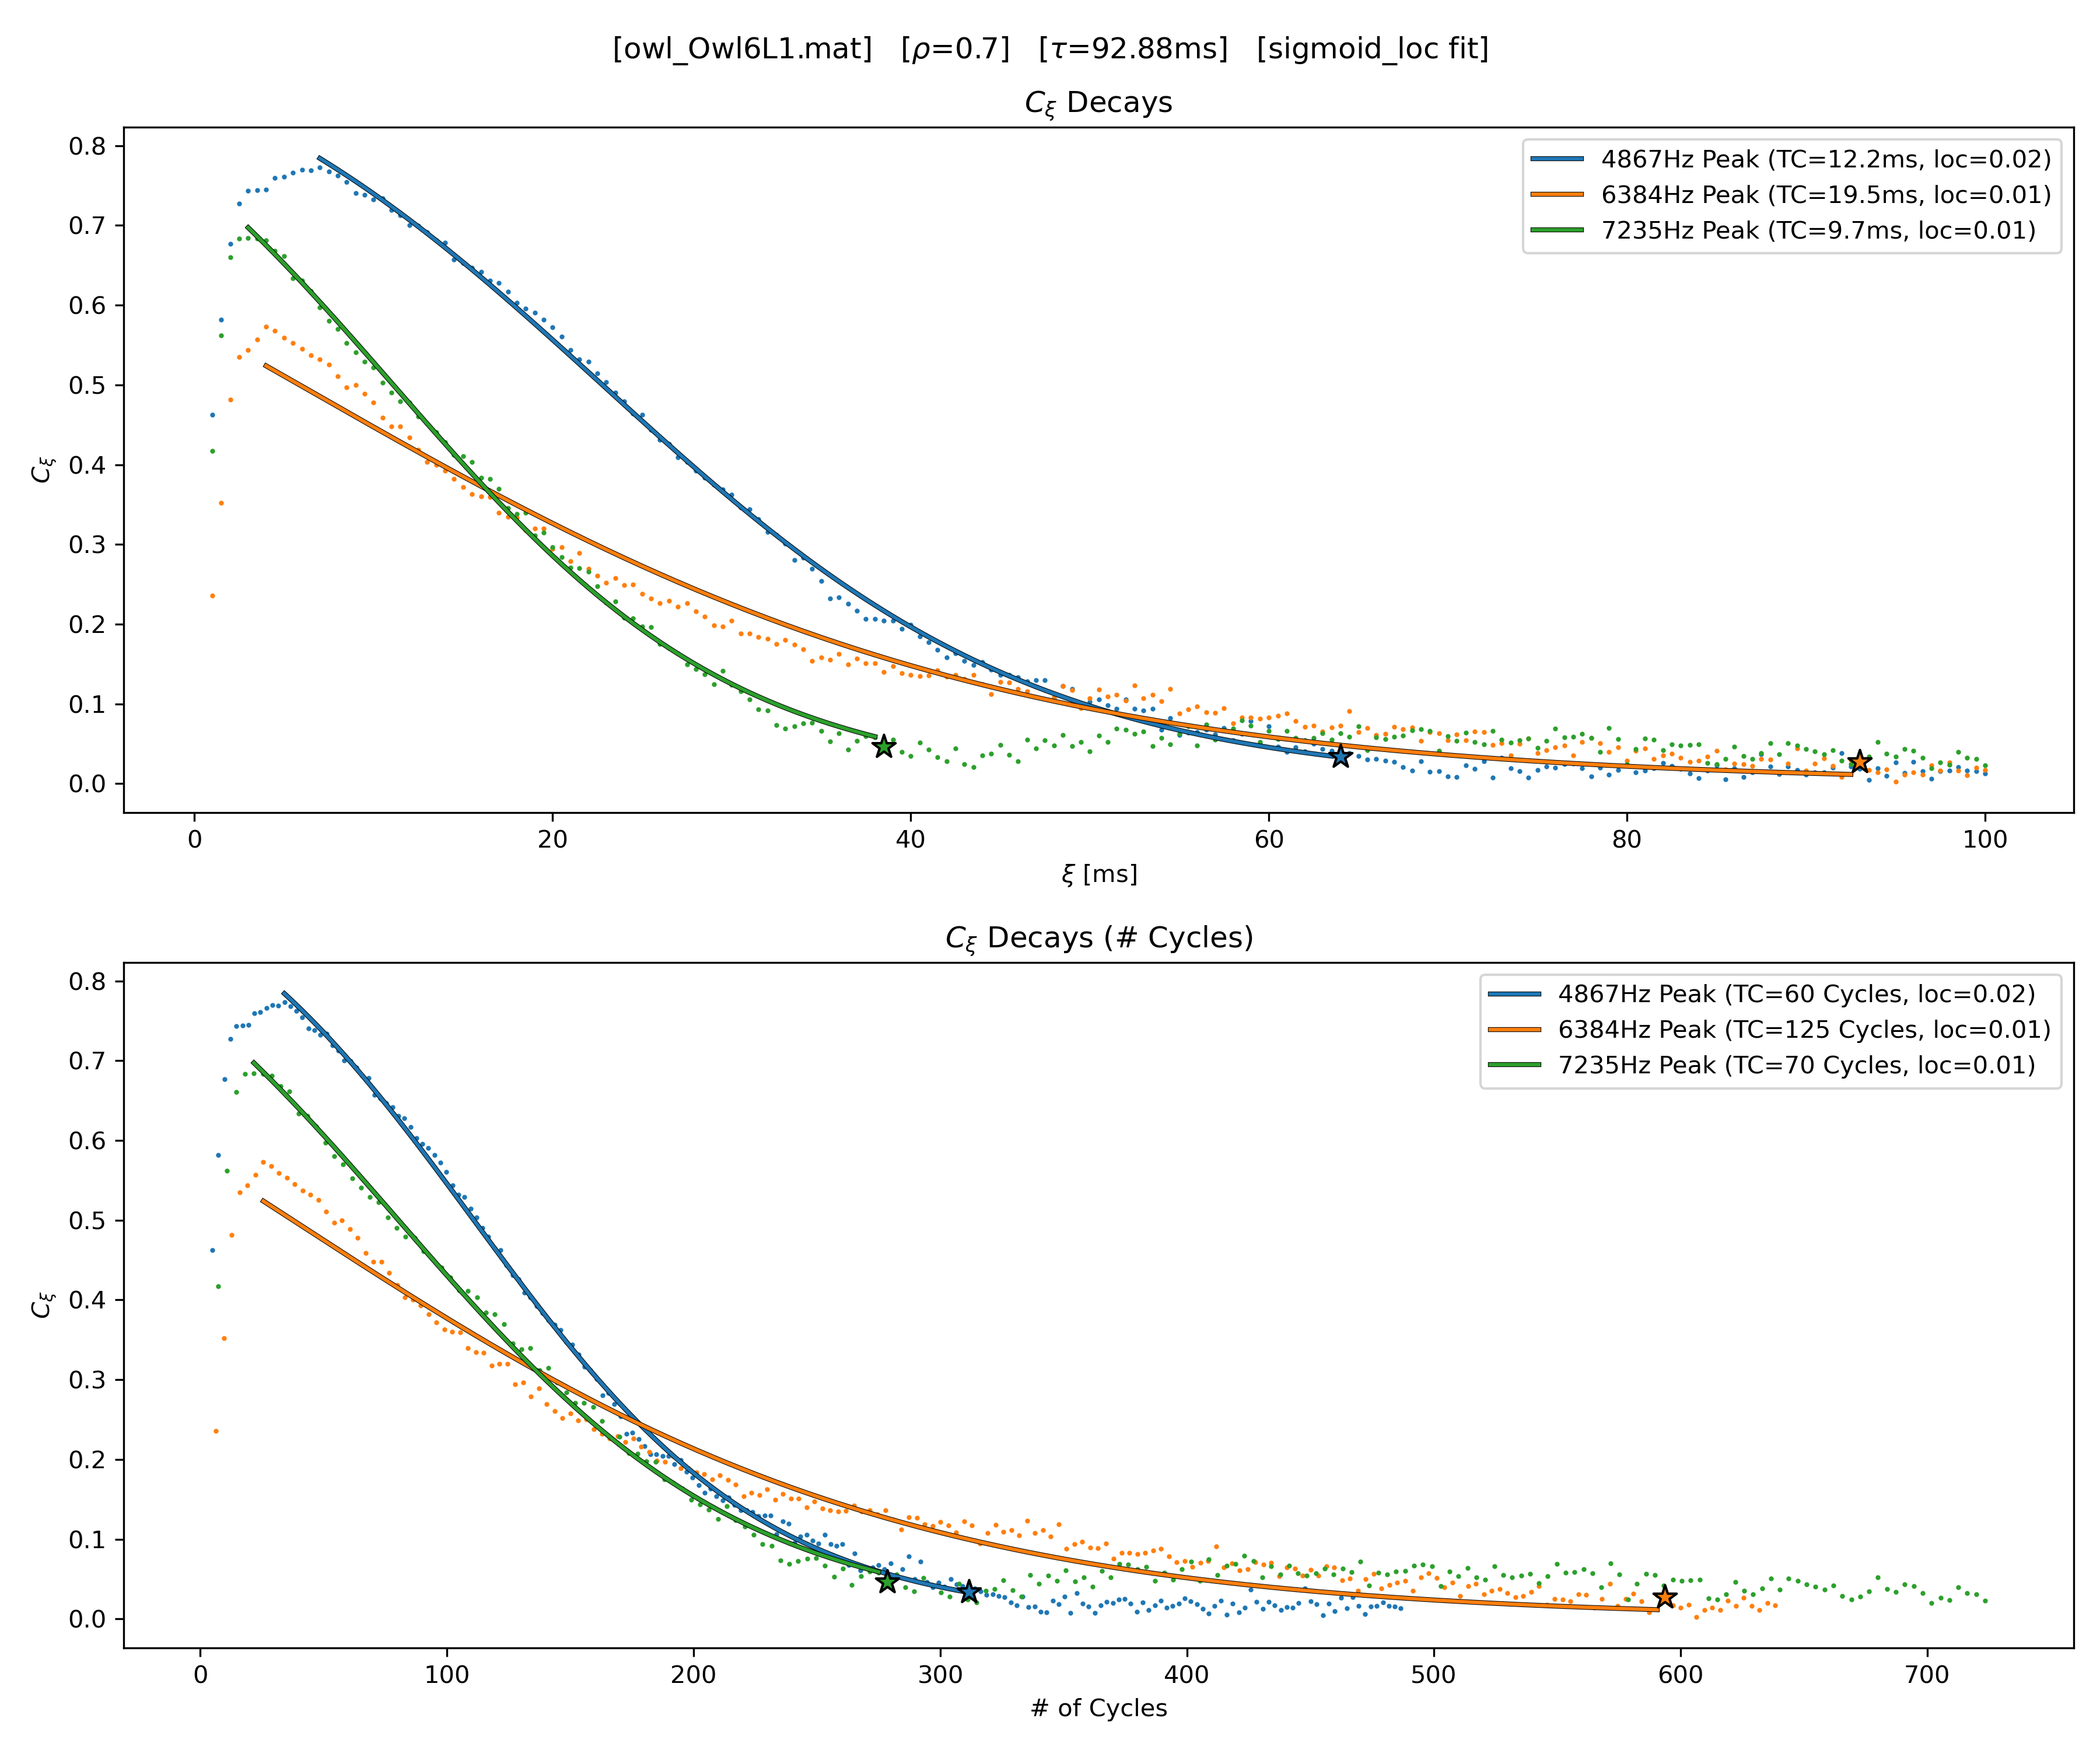 [owl_Owl6L1.mat]   [ρ=0.7]   [τ=92.88ms]   [sigmoid_loc fit]
C_ξ Decays
0.8
0.7
0.6
0.5
0.4
0.3
0.2
0.1
0.0
C_ξ
4867Hz Peak (TC=12.2ms, loc=0.02)
6384Hz Peak (TC=19.5ms, loc=0.01)
7235Hz Peak (TC=9.7ms, loc=0.01)
0 20 40 60 80 100
ξ [ms]
C_ξ Decays (# Cycles)
0.8
0.7
0.6
0.5
0.4
0.3
0.2
0.1
0.0
C_ξ
4867Hz Peak (TC=60 Cycles, loc=0.02)
6384Hz Peak (TC=125 Cycles, loc=0.01)
7235Hz Peak (TC=70 Cycles, loc=0.01)
0 100 200 300 400 500 600 700
# of Cycles